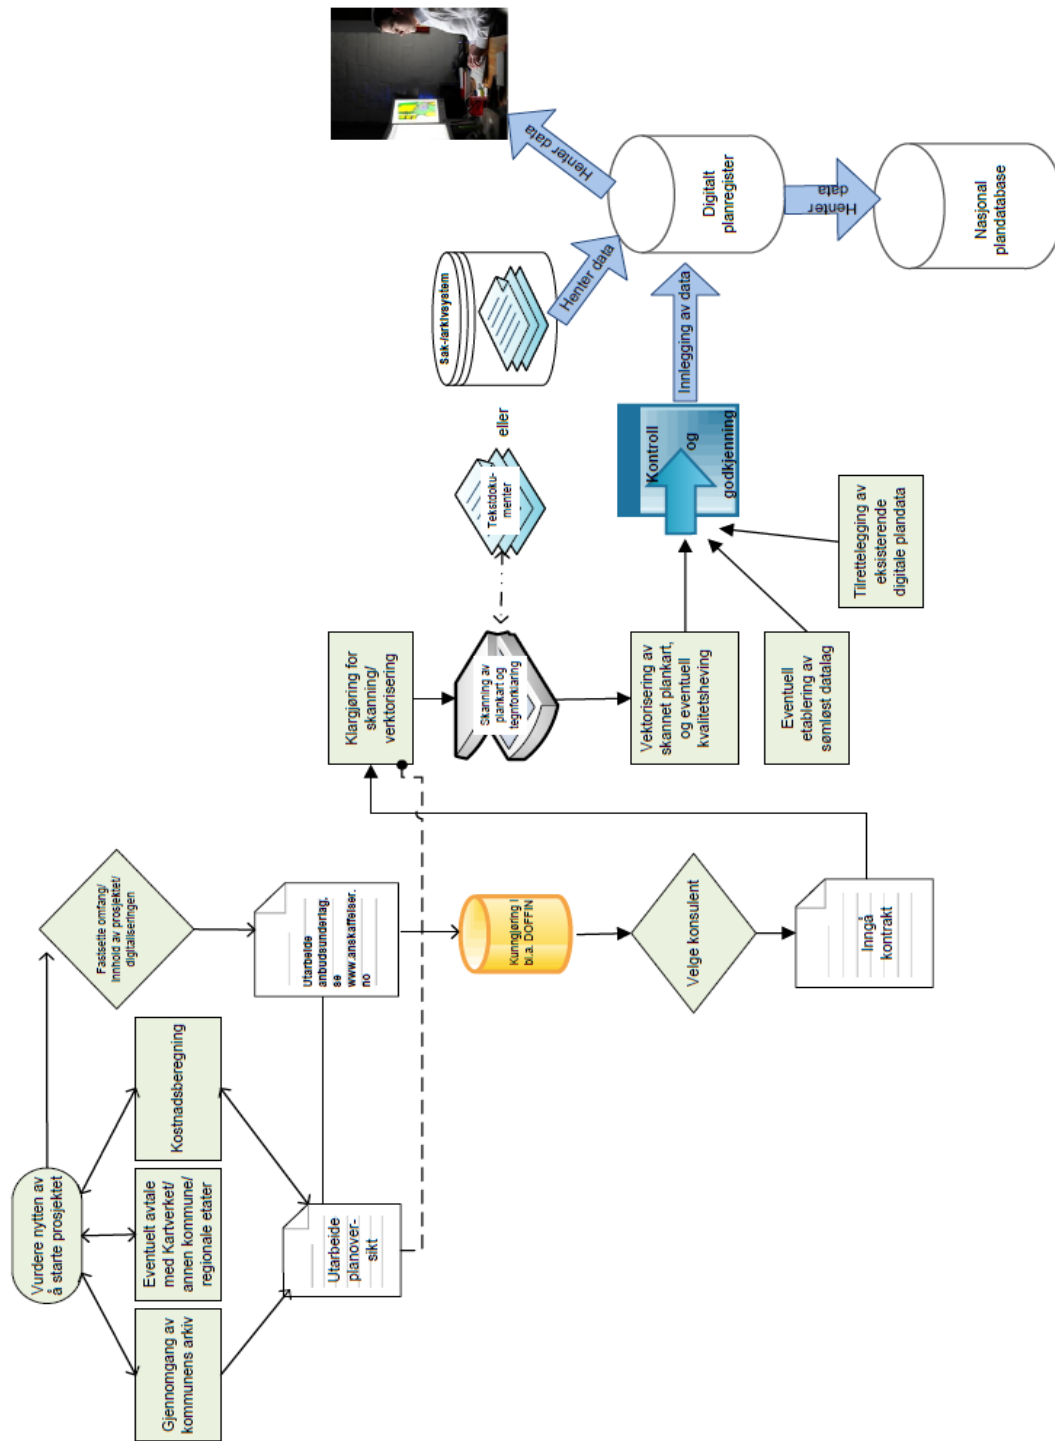 Vurdere nytten av
å starte prosjektet
Gjennomgang av
kommunens arkiv
Eventuelt avtale
med Kartverket/
annen kommune/
regionale etater
Kostnadsberegning
Fastsette omfang/
innhold av prosjektet/
digitaliseringen
Utarbeide
planover-
sikt
Utarbeide
anbudsunderlag,
se
www.anskaffelser.
no
Kunngjøring i
bl.a. DOFFIN
Velge konsulent
Inngå
kontrakt
Klargjøring for
skanning/
verktorisering
Skanning av
plankart og
tegnforklaring
Tekstdoku-
menter
eller
Sak-/arkivsystem
Vektorisering av
skannet plankart,
og eventuell
kvalitetsheving
Eventuell
etablering av
sømløst datalag
Tilrettelegging av
eksisterende
digitale plandata
Kontroll
og
godkjenning
Innlegging av data
Henter data
Henter data
Digitalt
planregister
Henter
data
Nasjonal
plandatabase